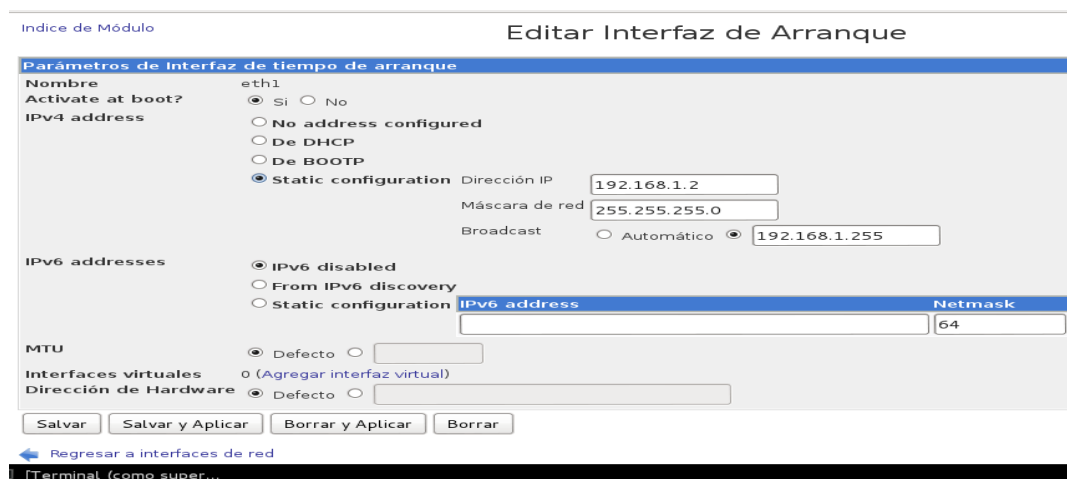 Indice de Módulo
Editar Interfaz de Arranque
Parámetros de Interfaz de tiempo de arranque
Nombre eth1
Activate at boot? Si No
IPv4 address No address configured
De DHCP
De BOOTP
Static configuration Dirección IP 192.168.1.2
Máscara de red 255.255.255.0
Broadcast Automático 192.168.1.255
IPv6 addresses IPv6 disabled
From IPv6 discovery
Static configuration IPv6 address Netmask
64
MTU Defecto
Interfaces virtuales 0 (Agregar interfaz virtual)
Dirección de Hardware Defecto
Salvar Salvar y Aplicar Borrar y Aplicar Borrar
Regresar a interfaces de red
[Terminal (como super...